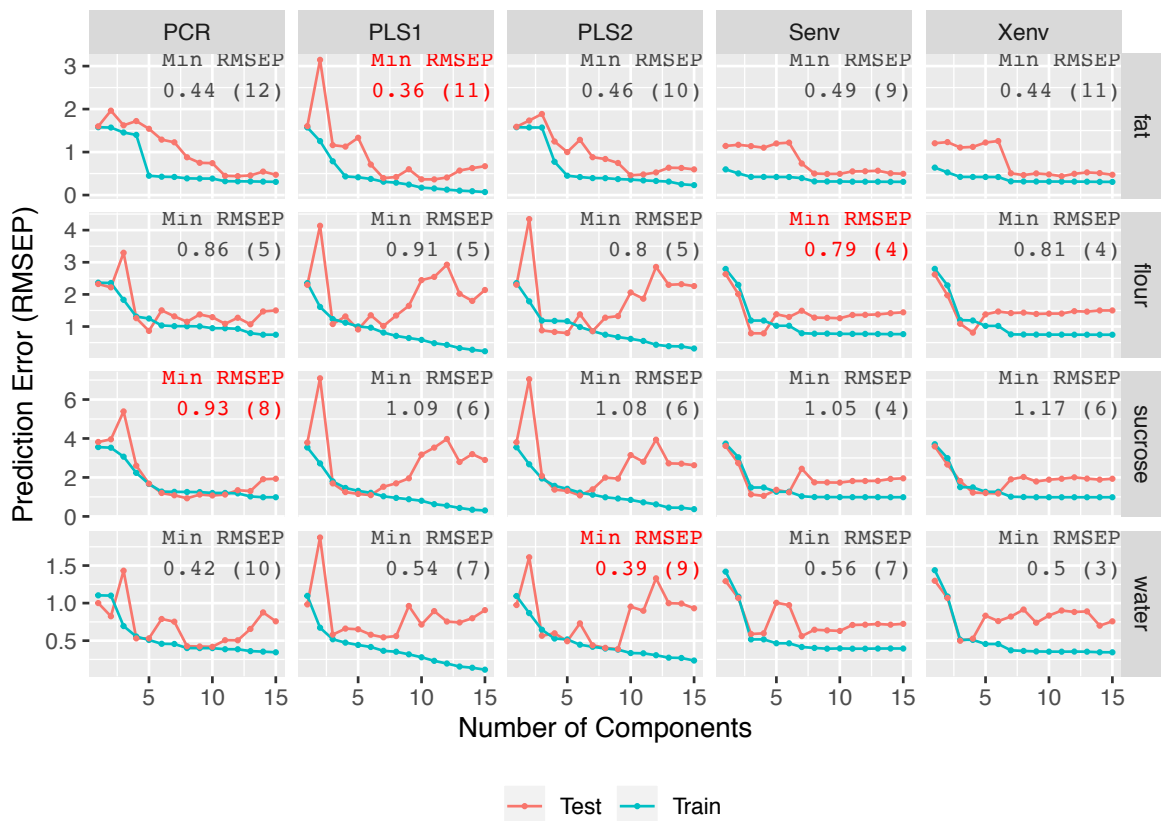 PCR PLS1 PLS2 Senv Xenv
Min RMSEP Min RMSEP Min RMSEP Min RMSEP Min RMSEP
0.44 (12) 0.36 (11) 0.46 (10) 0.49 (9) 0.44 (11)
3
2
1
0
fat
Min RMSEP Min RMSEP Min RMSEP Min RMSEP Min RMSEP
0.86 (5) 0.91 (5) 0.8 (5) 0.79 (4) 0.81 (4)
4
3
2
1
flour
Min RMSEP Min RMSEP Min RMSEP Min RMSEP Min RMSEP
0.93 (8) 1.09 (6) 1.08 (6) 1.05 (4) 1.17 (6)
6
4
2
0
sucrose
Min RMSEP Min RMSEP Min RMSEP Min RMSEP Min RMSEP
0.42 (10) 0.54 (7) 0.39 (9) 0.56 (7) 0.5 (3)
1.5
1.0
0.5
water
5 10 15 5 10 15 5 10 15 5 10 15 5 10 15
Prediction Error (RMSEP)
Number of Components
Test Train